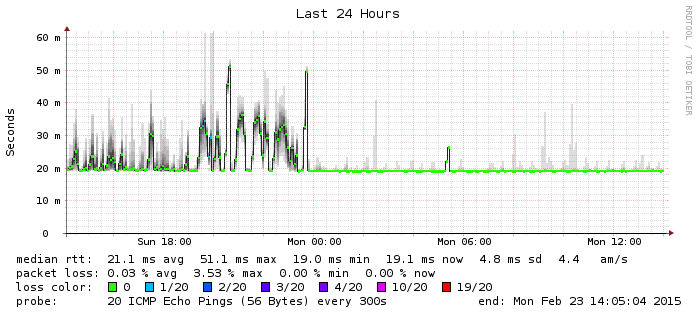 Last 24 Hours
RRDTOOL / TOBI OETIKER
Seconds
60 m
50 m
40 m
30 m
20 m
10 m
0
Sun 18:00 Mon 00:00 Mon 06:00 Mon 12:00
median rtt: 21.1 ms avg 51.1 ms max 19.0 ms min 19.1 ms now 4.8 ms sd 4.4 am/s
packet loss: 0.03 % avg 3.53 % max 0.00 % min 0.00 % now
loss color: 0 1/20 2/20 3/20 4/20 10/20 19/20
probe: 20 ICMP Echo Pings (56 Bytes) every 300s end: Mon Feb 23 14:05:04 2015